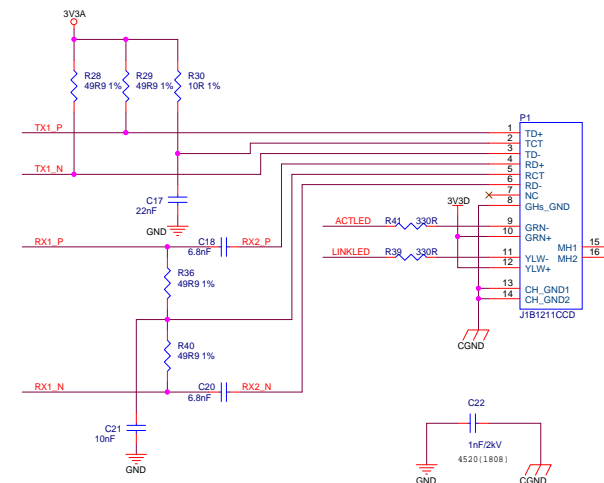 3V3A
R28
49R9 1%
R29
49R9 1%
R30
10R 1%
TX1_P
TX1_N
C17
22nF
GND
RX1_P
C18
6.8nF
RX2_P
R36
49R9 1%
R40
49R9 1%
RX1_N
C20
6.8nF
RX2_N
C21
10nF
GND
P1
1 TD+
2 TCT
3 TD-
4 RD+
5 RCT
6 RD-
7 NC
8 GHs_GND
9 GRN-
10 GRN+
11 YLW-
12 YLW+
13 CH_GND1
14 CH_GND2
MH1 15
MH2 16
J1B1211CCD
3V3D
ACTLED R41 330R
LINKLED R39 330R
CGND
C22
1nF/2kV
4520(1808)
GND
CGND